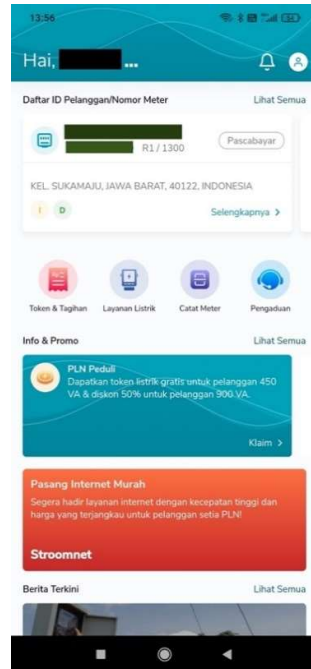 13:56
Hai, ...
Daftar ID Pelanggan/Nomor Meter Lihat Semua
R1 / 1300 Pascabayar
KEL. SUKAMAJU, JAWA BARAT, 40122, INDONESIA
I D Selengkapnya >
Token & Tagihan Layanan Listrik Catat Meter Pengaduan
Info & Promo Lihat Semua
PLN Peduli
Dapatkan token listrik gratis untuk pelanggan 450
VA & diskon 50% untuk pelanggan 900 VA.
Klaim >
Pasang Internet Murah
Segera hadir layanan internet dengan kecepatan tinggi dan
harga yang terjangkau untuk pelanggan setia PLN!
Stroomnet
Berita Terkini Lihat Semua